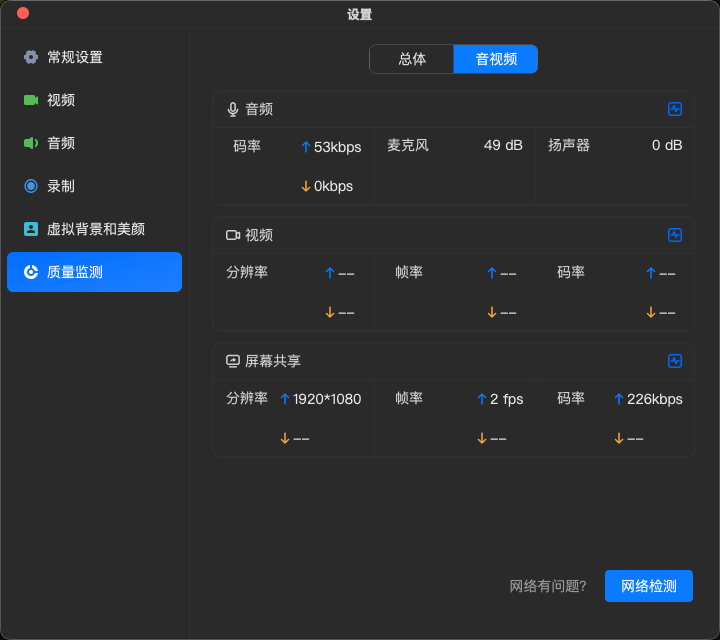 设置
常规设置
视频
音频
录制
虚拟背景和美颜
质量监测
总体 音视频
音频
码率 ↑53kbps 麦克风 49 dB 扬声器 0 dB
↓0kbps
视频
分辨率 ↑-- 帧率 ↑-- 码率 ↑--
↓-- ↓-- ↓--
屏幕共享
分辨率 ↑1920*1080 帧率 ↑2 fps 码率 ↑226kbps
↓-- ↓-- ↓--
网络有问题? 网络检测